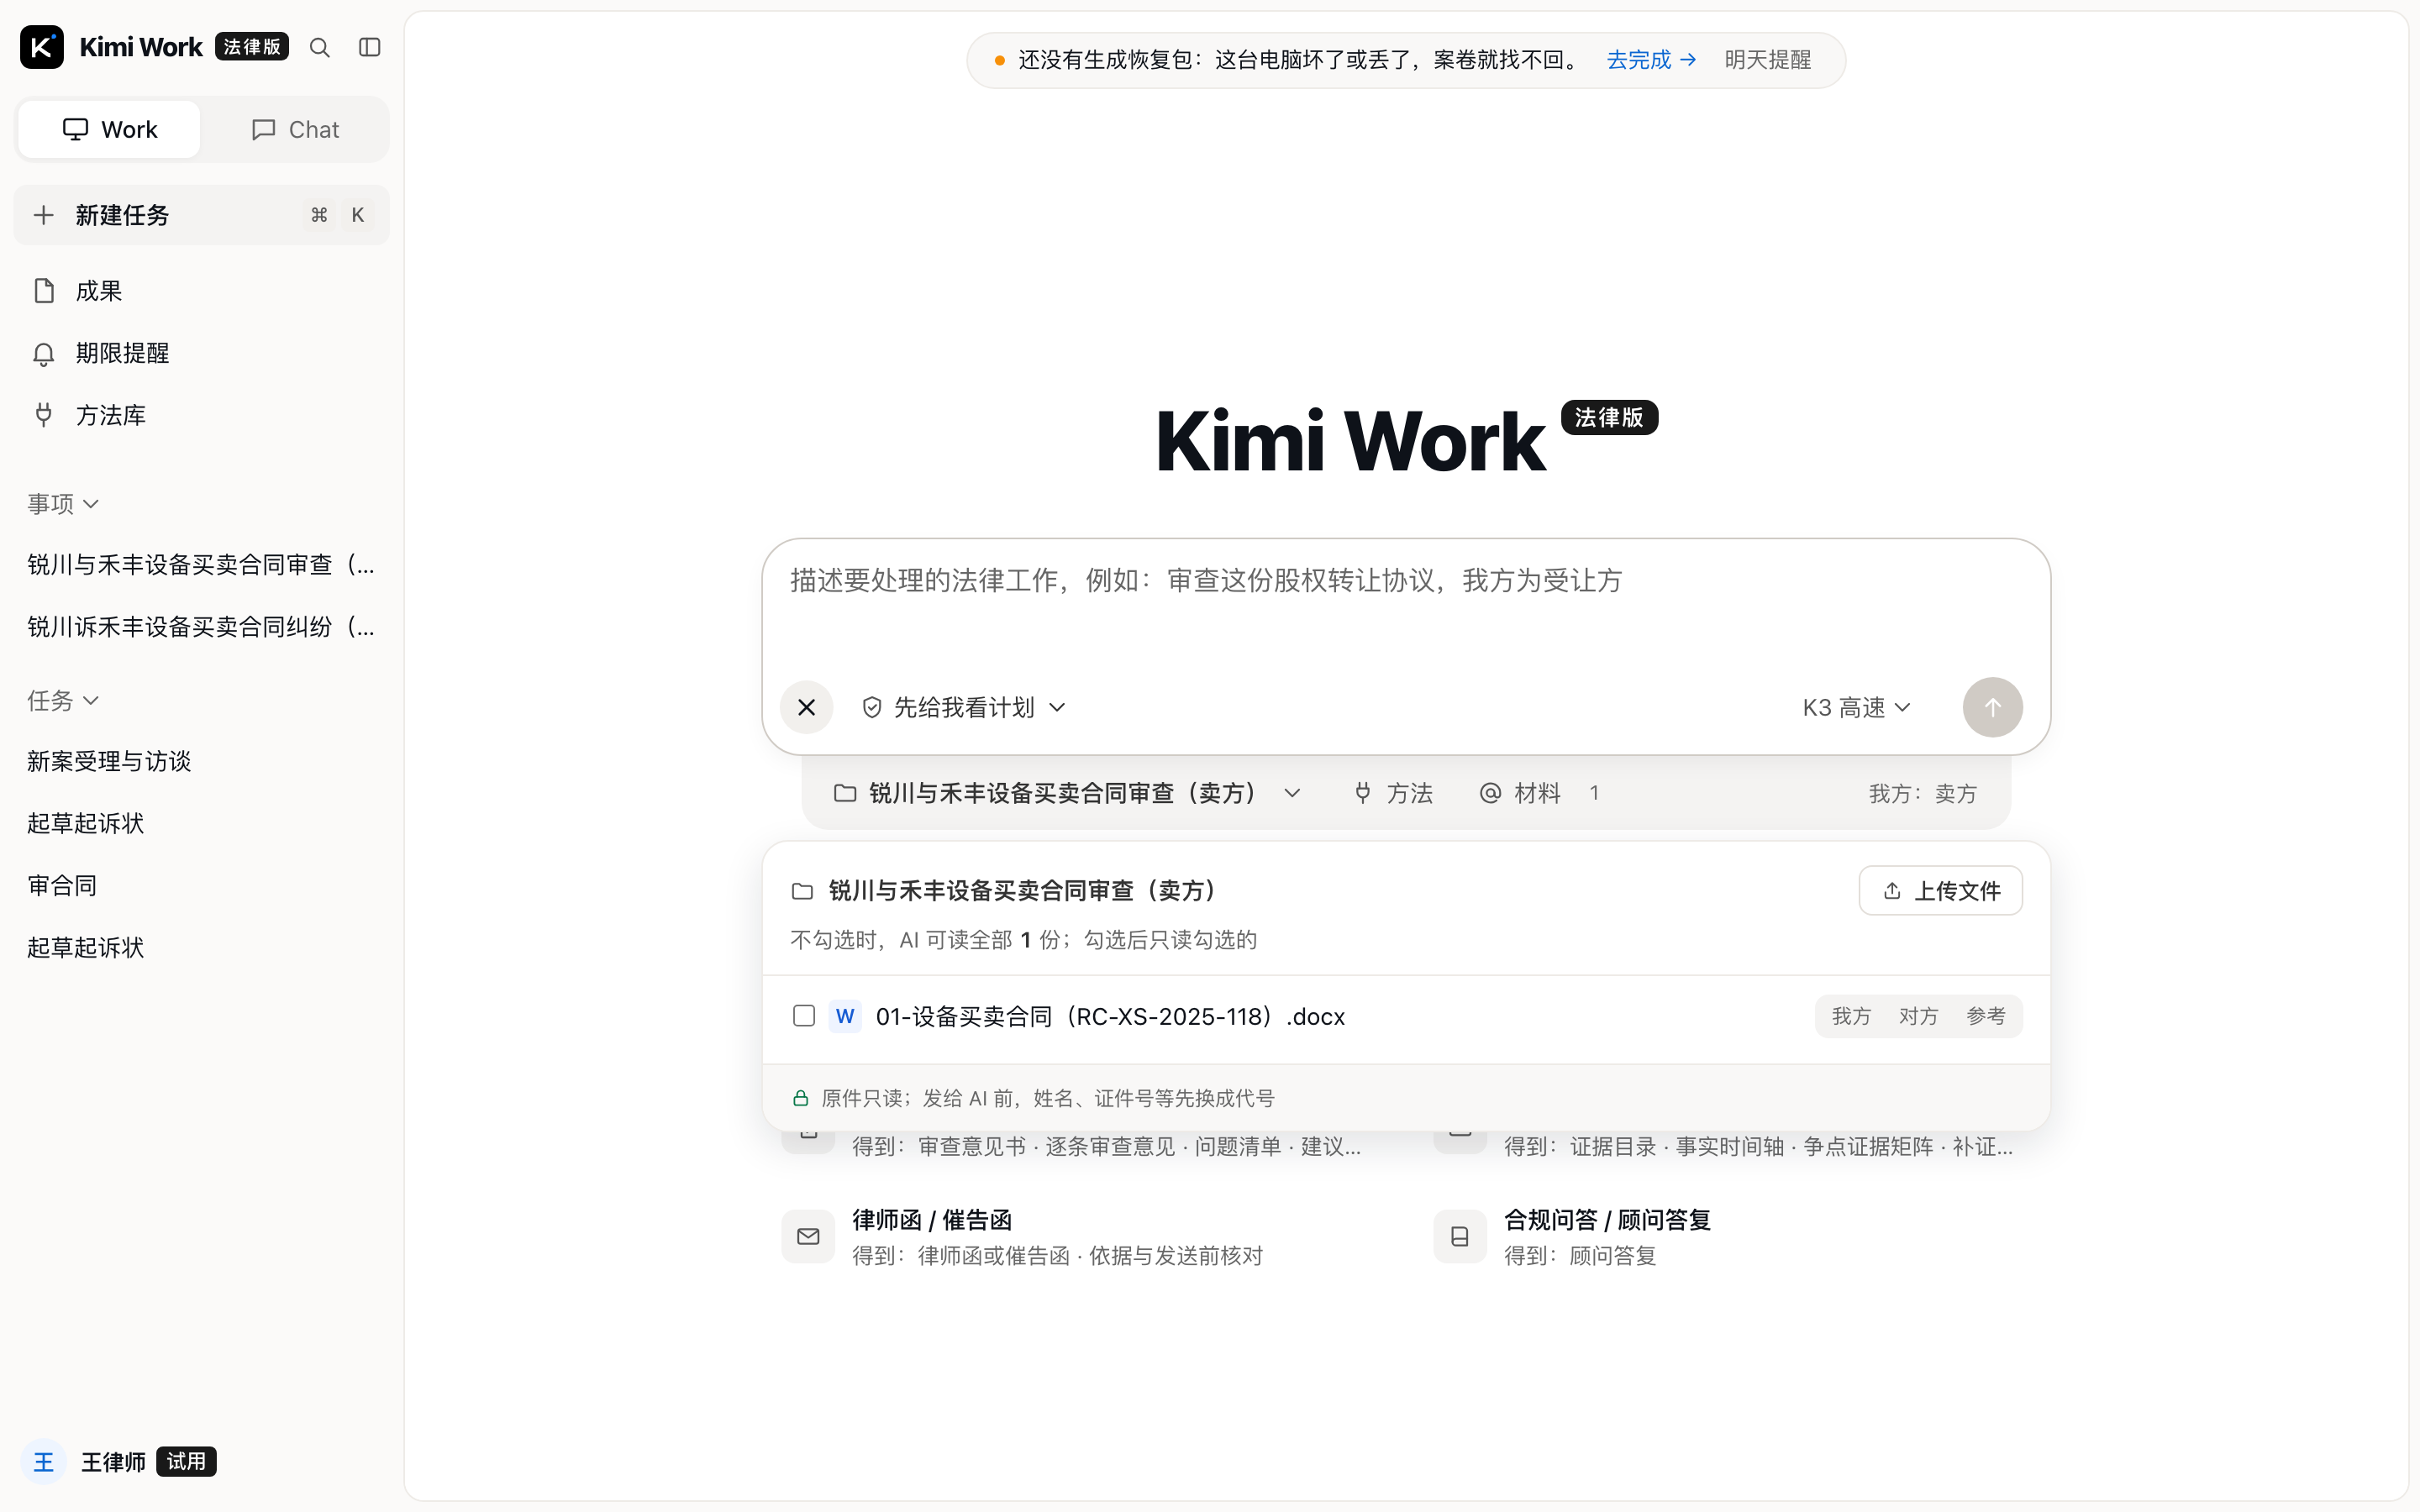 Kimi Work 法律版
Work
Chat
新建任务 ⌘ K
成果
期限提醒
方法库
事项
锐川与禾丰设备买卖合同审查（...
锐川诉禾丰设备买卖合同纠纷（...
任务
新案受理与访谈
起草起诉状
审合同
起草起诉状
王 王律师 试用
还没有生成恢复包：这台电脑坏了或丢了，案卷就找不回。 去完成 → 明天提醒
Kimi Work 法律版
描述要处理的法律工作，例如：审查这份股权转让协议，我方为受让方
先给我看计划
K3 高速
锐川与禾丰设备买卖合同审查（卖方） 方法 材料 1 我方：卖方
锐川与禾丰设备买卖合同审查（卖方） 上传文件
不勾选时，AI 可读全部 1 份；勾选后只读勾选的
W 01-设备买卖合同（RC-XS-2025-118）.docx 我方 对方 参考
原件只读；发给 AI 前，姓名、证件号等先换成代号
得到：审查意见书 · 逐条审查意见 · 问题清单 · 建议...
得到：证据目录 · 事实时间轴 · 争点证据矩阵 · 补证...
律师函 / 催告函
得到：律师函或催告函 · 依据与发送前核对
合规问答 / 顾问答复
得到：顾问答复